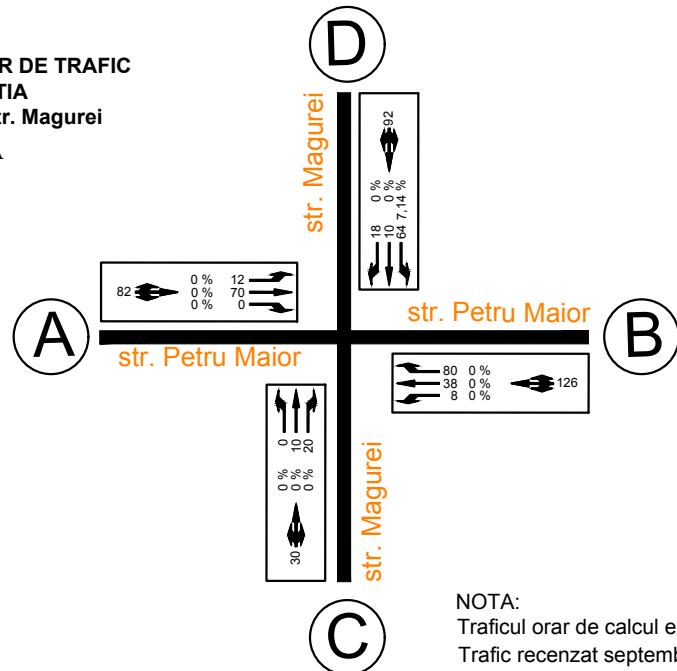 D
R DE TRAFIC
TIA
tr. Magurei
A
str. Magurei
92
0 %
0 %
7,14 %
18
10
64
82
0 % 12
0 % 70
0 % 0
A
str. Petru Maior
str. Petru Maior
B
80 0 %
38 0 %
8 0 %
126
0
10
20
0 %
0 %
0 %
30
str. Magurei
C
NOTA:
Traficul orar de calcul e
Trafic recenzat septemb